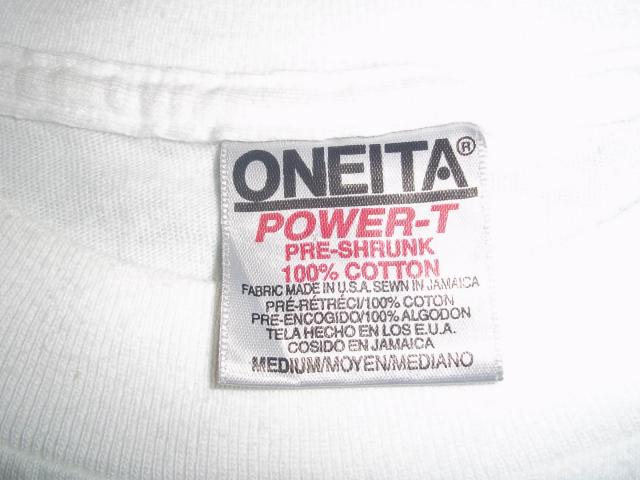 ONEITA®
POWER-T
PRE-SHRUNK
100% COTTON
FABRIC MADE IN U.S.A. SEWN IN JAMAICA
PRÉ-RÉTRÉCI/100% COTON
PRE-ENCOGIDO/100% ALGODON
TELA HECHO EN LOS E.U.A.
COSIDO EN JAMAICA
MEDIUM/MOYEN/MEDIANO